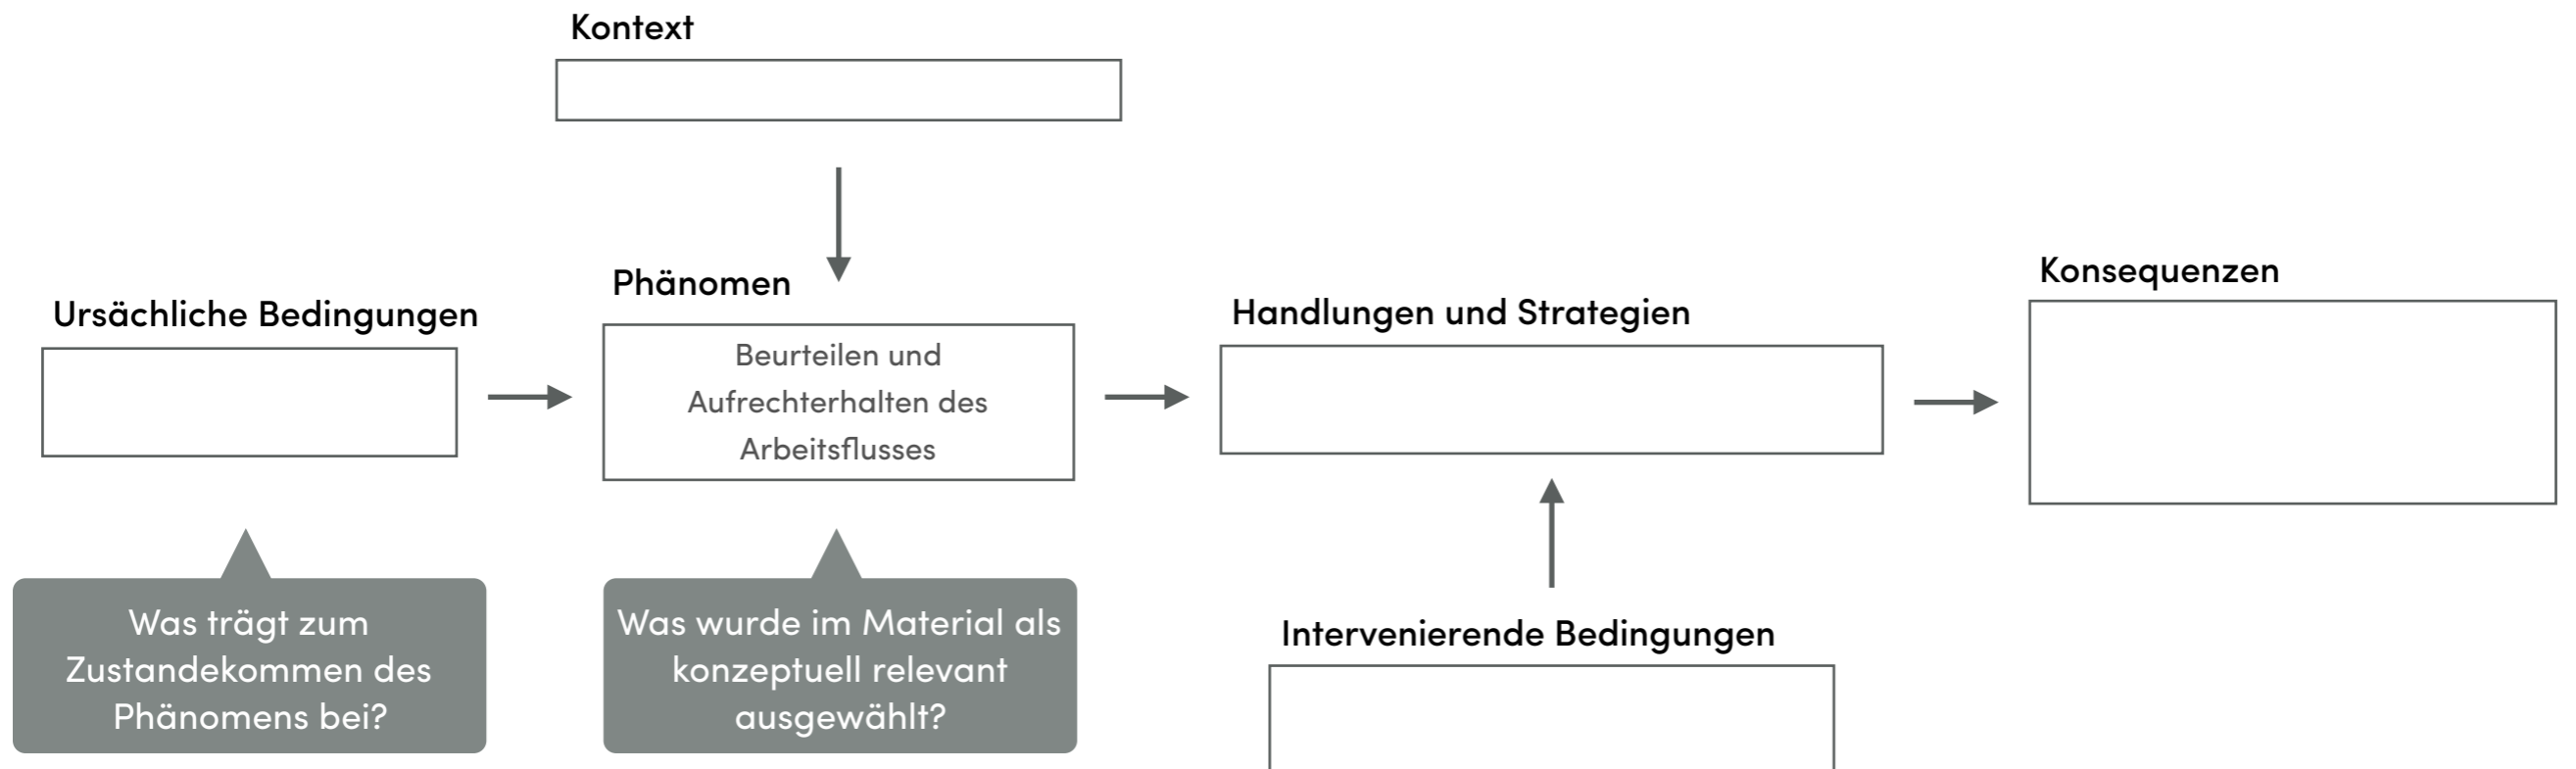 Kontext
Phänomen
Beurteilen und
Aufrechterhalten des
Arbeitsflusses
Ursächliche Bedingungen
Handlungen und Strategien
Konsequenzen
Was trägt zum
Zustandekommen des
Phänomens bei?
Was wurde im Material als
konzeptuell relevant
ausgewählt?
Intervenierende Bedingungen